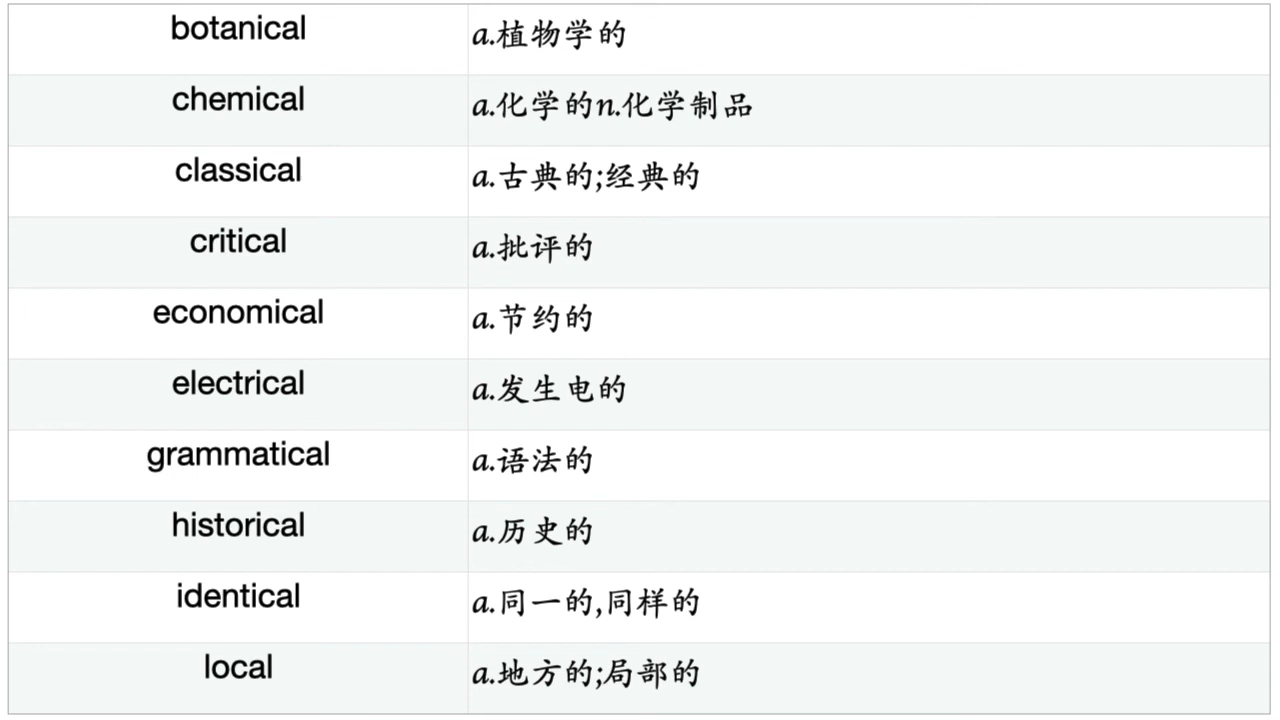 botanical a.植物学的
chemical a.化学的n.化学制品
classical a.古典的;经典的
critical a.批评的
economical a.节约的
electrical a.发生电的
grammatical a.语法的
historical a.历史的
identical a.同一的,同样的
local a.地方的;局部的